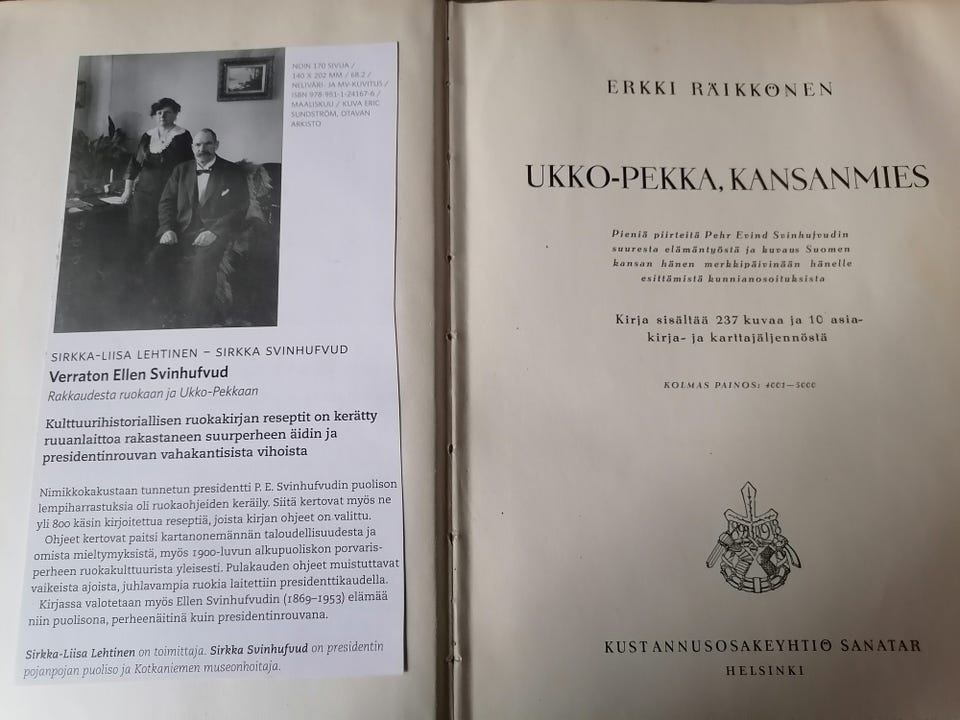 NOIN 170 SIVUA /
140 X 202 MM / 68.2 /
NELIVÄRI- JA MV-KUVITUS /
ISBN 978-951-1-24167-6 /
MAALISKUU / KUVA ERIC
SUNDSTRÖM, OTAVAN
ARKISTO
SIRKKA-LIISA LEHTINEN – SIRKKA SVINHUFVUD
Verraton Ellen Svinhufvud
Rakkaudesta ruokaan ja Ukko-Pekkaan
Kulttuurihistoriallisen ruokakirjan reseptit on kerätty
ruuanlaittoa rakastaneen suurperheen äidin ja
presidentinrouvan vahakantisista vihoista
Nimikkokakustaan tunnetun presidentti P. E. Svinhufvudin puolison
lempiharrastuksia oli ruokaohjeiden keräily. Siitä kertovat myös ne
yli 800 käsin kirjoitettua reseptiä, joista kirjan ohjeet on valittu.
Ohjeet kertovat paitsi kartanonemännän taloudellisuudesta ja
omista mieltymyksistä, myös 1900-luvun alkupuoliskon porvaris-
perheen ruokakulttuurista yleisesti. Pulakauden ohjeet muistuttavat
vaikeista ajoista, juhlavampia ruokia laitettiin presidenttikaudella.
Kirjassa valotetaan myös Ellen Svinhufvudin (1869–1953) elämää
niin puolisona, perheenäitinä kuin presidentinrouvana.
Sirkka-Liisa Lehtinen on toimittaja. Sirkka Svinhufvud on presidentin
pojanpojan puoliso ja Kotkaniemen museonhoitaja.
ERKKI RÄIKKÖNEN
UKKO-PEKKA, KANSANMIES
Pieniä piirteitä Pehr Evind Svinhufvudin
suuresta elämäntyöstä ja kuvaus Suomen
kansan hänen merkkipäivinään hänelle
esittämistä kunnianosoituksista
Kirja sisältää 237 kuvaa ja 10 asia-
kirja- ja karttajäljennöstä
KOLMAS PAINOS: 4001—5000
KUSTANNUSOSAKEYHTIÖ SANATAR
HELSINKI